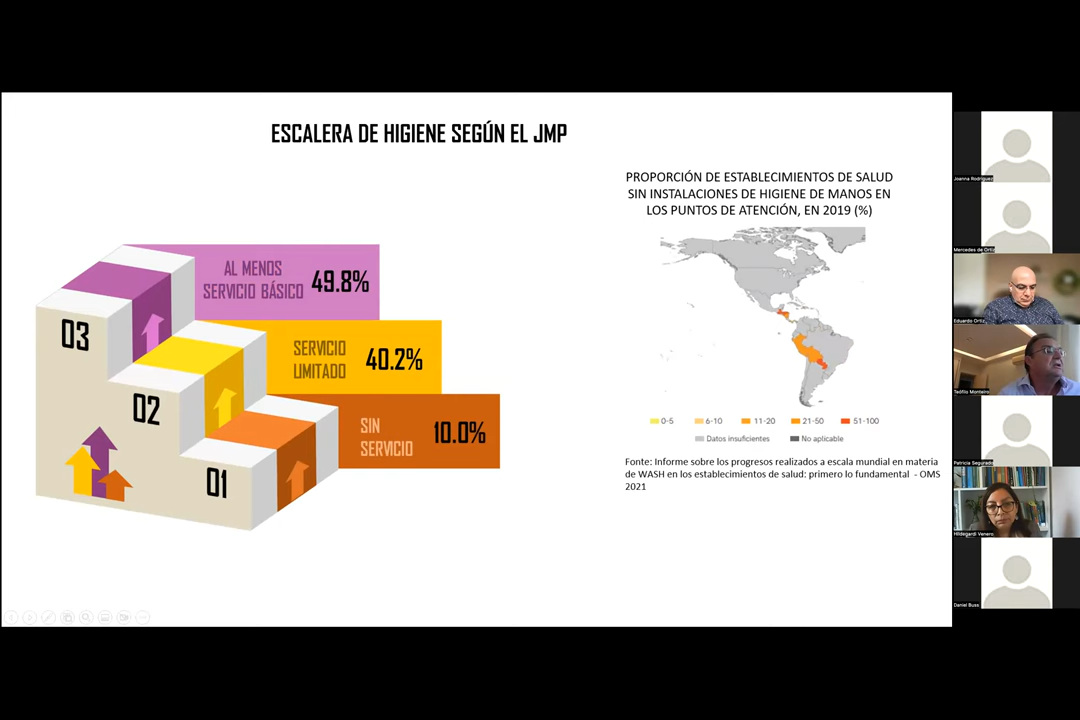 ESCALERA DE HIGIENE SEGÚN EL JMP
AL MENOS
SERVICIO BÁSICO
49.8%
03
SERVICIO
LIMITADO
40.2%
02
SIN
SERVICIO
10.0%
01
PROPORCIÓN DE ESTABLECIMIENTOS DE SALUD
SIN INSTALACIONES DE HIGIENE DE MANOS EN
LOS PUNTOS DE ATENCIÓN, EN 2019 (%)
0-5
6-10
11-20
21-50
51-100
Datos insuficientes
No aplicable
Fonte: Informe sobre los progresos realizados a escala mundial en materia
de WASH en los establecimientos de salud: primero lo fundamental - OMS
2021
Joanna Rodríguez
Mercedes de Ortiz
Eduardo Ortiz
Teófilo Monteiro
Patricia Segurado
Hildegardi Venero
Daniel Buss